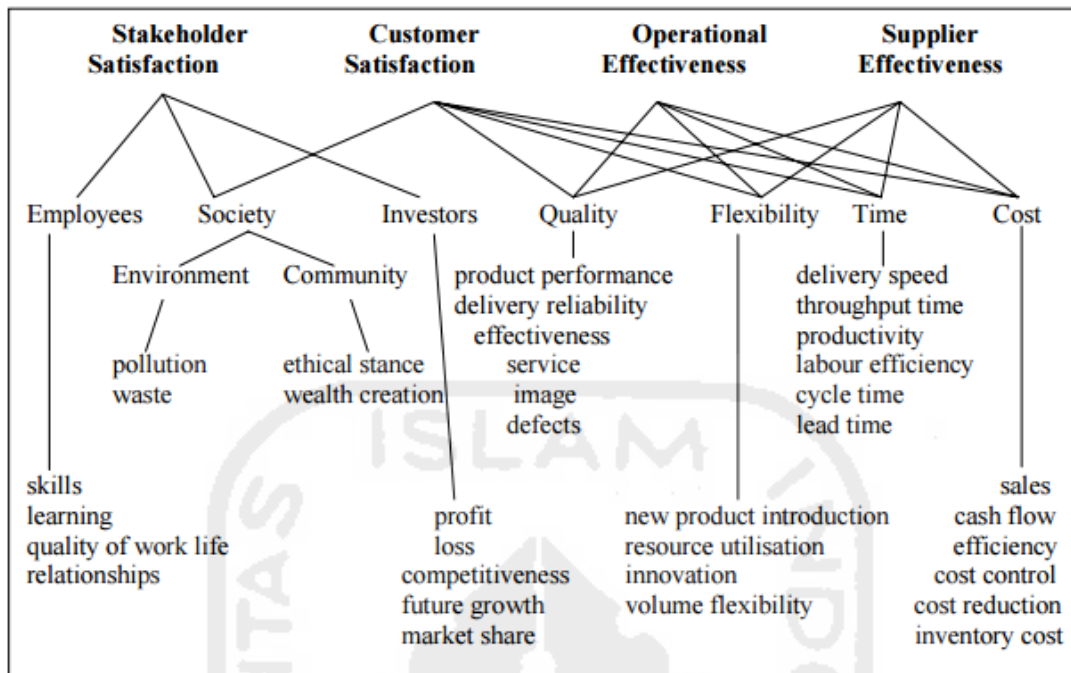 Stakeholder Customer Operational Supplier
Satisfaction Satisfaction Effectiveness Effectiveness
Employees Society Investors Quality Flexibility Time Cost
Environment Community product performance delivery speed
delivery reliability throughput time
effectiveness productivity
pollution ethical stance service labour efficiency
waste wealth creation image cycle time
defects lead time
ISLAM
skills sales
learning profit new product introduction cash flow
quality of work life loss resource utilisation efficiency
relationships competitiveness innovation cost control
future growth volume flexibility cost reduction
market share inventory cost
ITAS